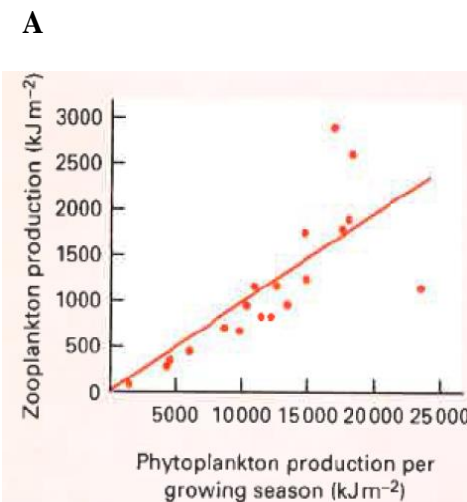 A
Zooplankton production (kJ m⁻²)
3000
2500
2000
1500
1000
500
0
5000 10000 15000 20000 25000
Phytoplankton production per
growing season (kJ m⁻²)